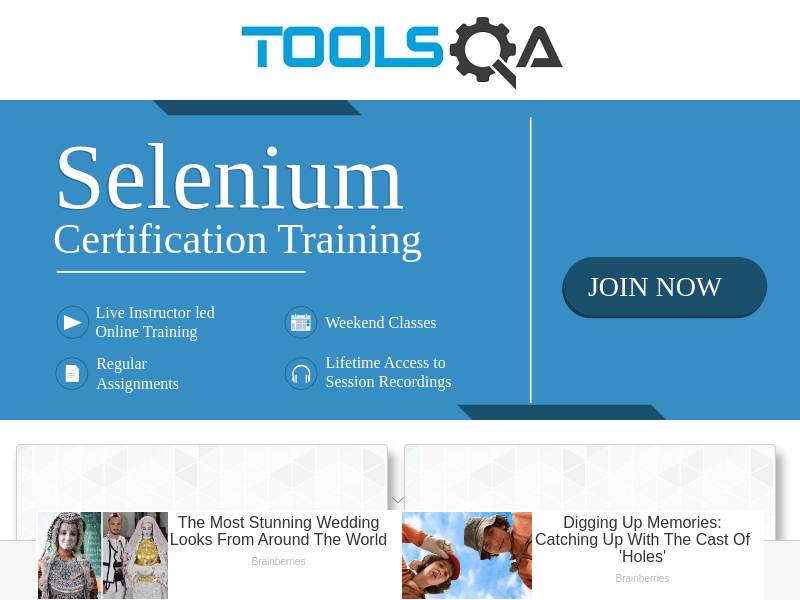 TOOLSQA
Selenium
Certification Training
JOIN NOW
Live Instructor led
Online Training
Weekend Classes
Regular
Assignments
Lifetime Access to
Session Recordings
The Most Stunning Wedding
Looks From Around The World
Brainberries
Digging Up Memories:
Catching Up With The Cast Of
'Holes'
Brainberries